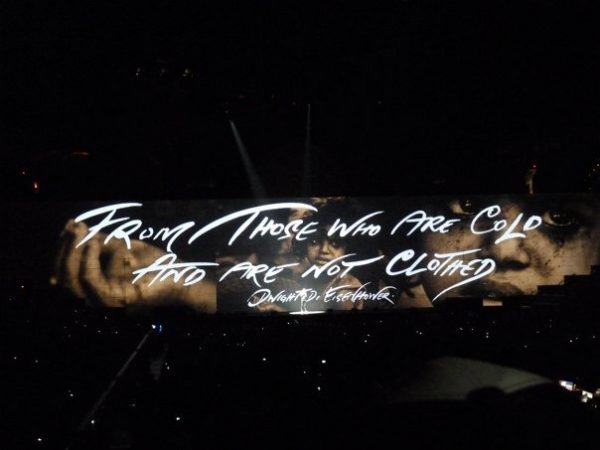 From Those Who Are Cold
And are not Clothed
Dwight D. Eisenhower.